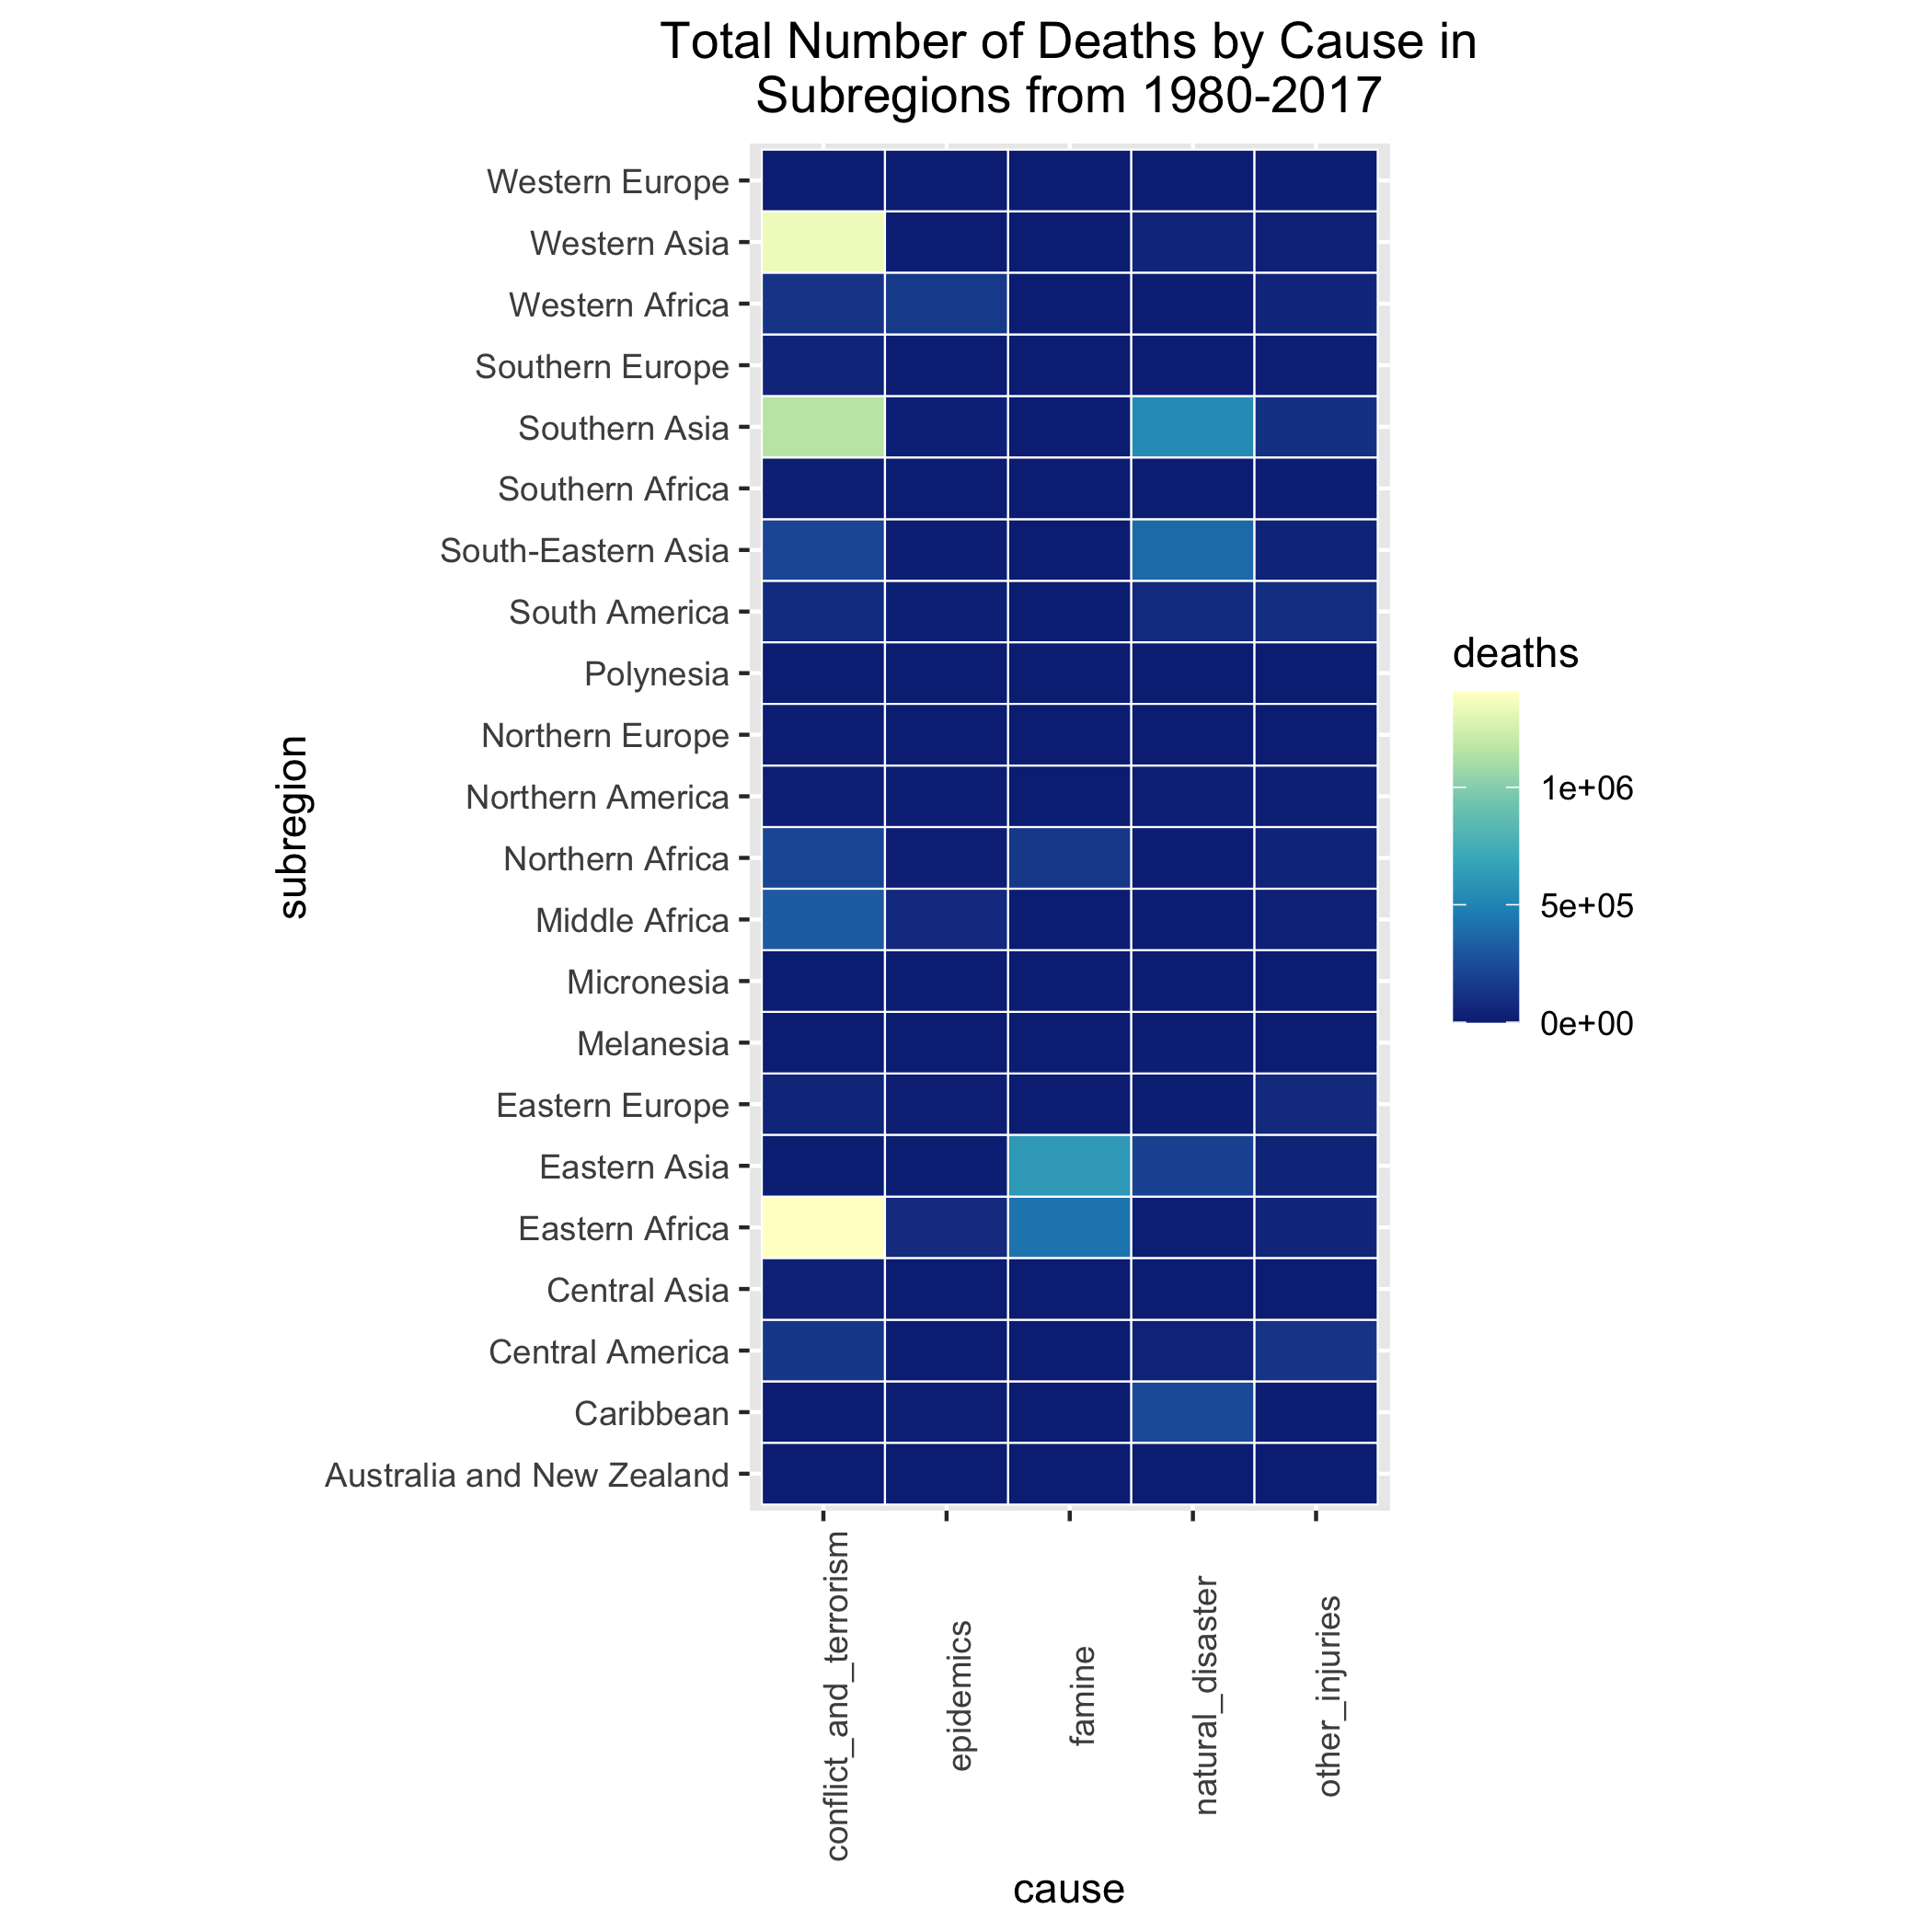 Total Number of Deaths by Cause in
Subregions from 1980-2017
subregion
Western Europe
Western Asia
Western Africa
Southern Europe
Southern Asia
Southern Africa
South-Eastern Asia
South America
Polynesia
Northern Europe
Northern America
Northern Africa
Middle Africa
Micronesia
Melanesia
Eastern Europe
Eastern Asia
Eastern Africa
Central Asia
Central America
Caribbean
Australia and New Zealand
conflict_and_terrorism
epidemics
famine
natural_disaster
other_injuries
cause
deaths
1e+06
5e+05
0e+00